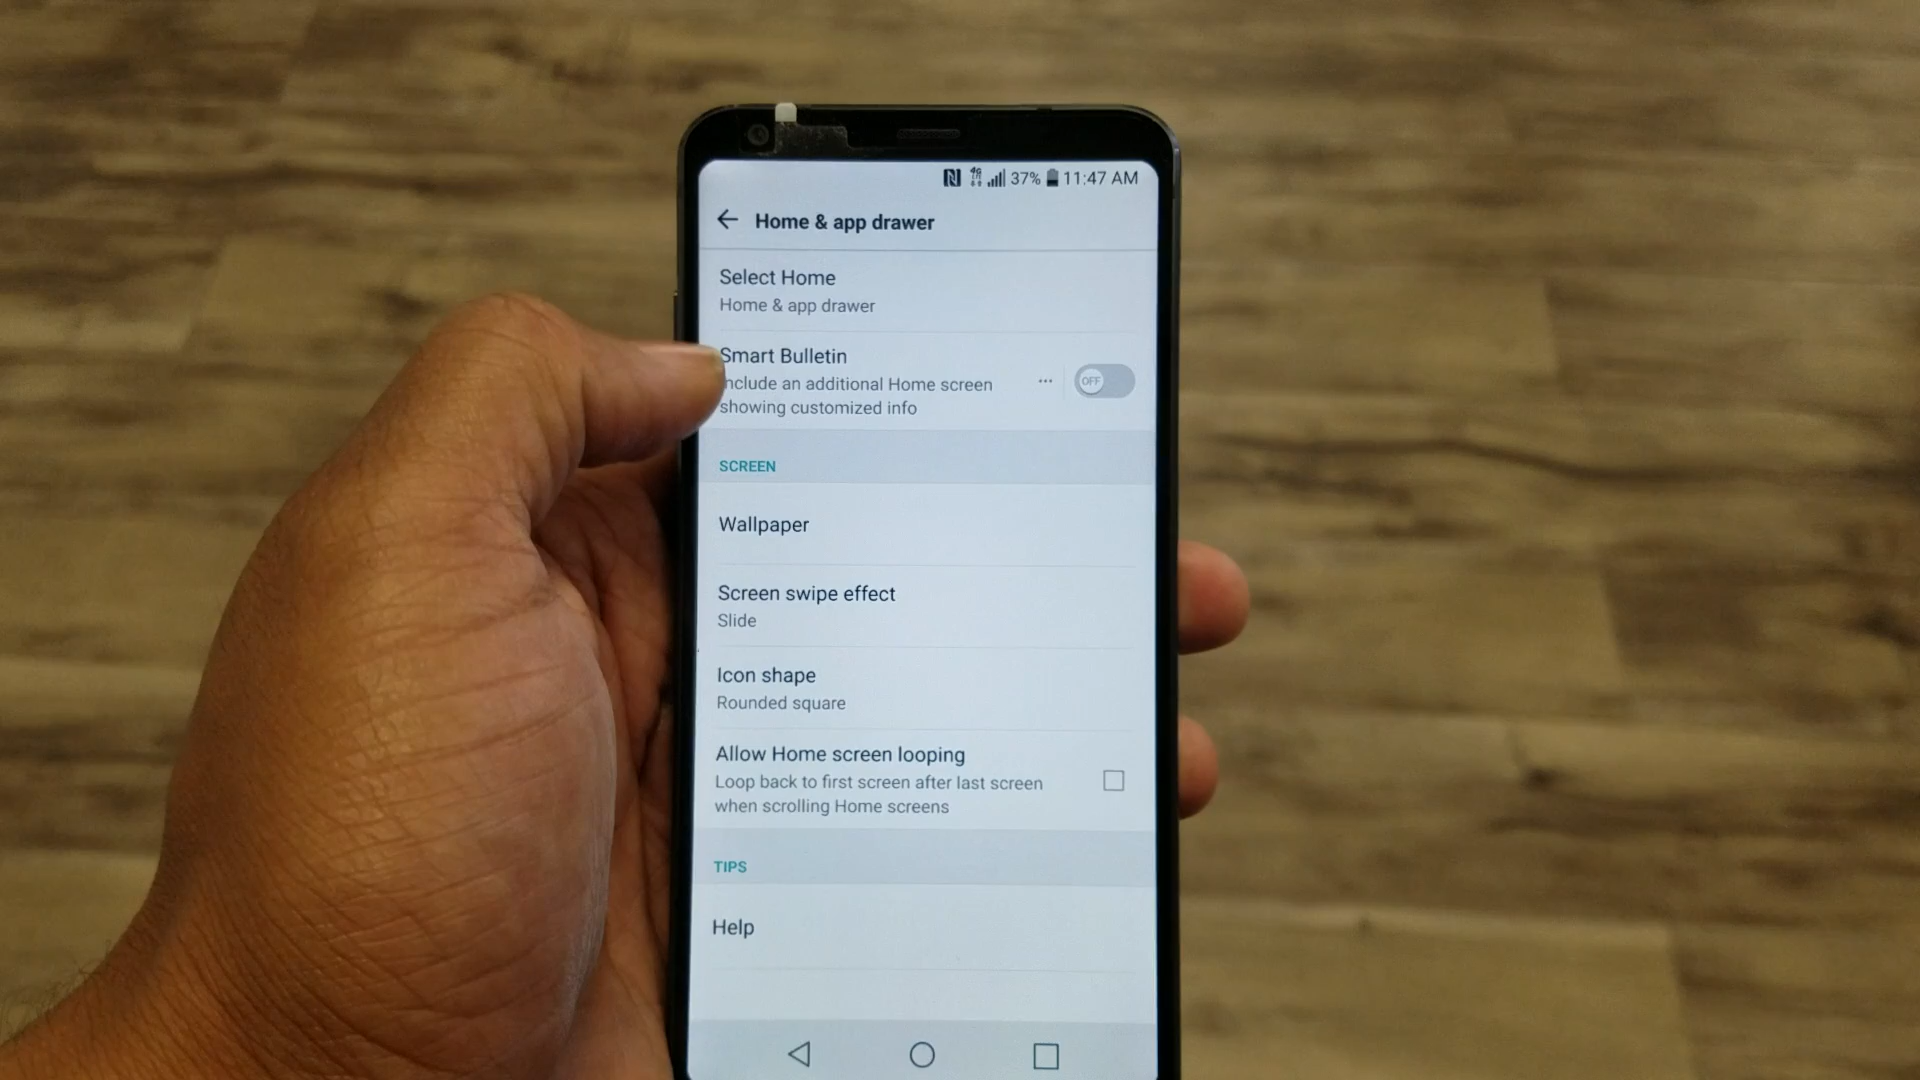 4G LTE 37% 11:47 AM
Home & app drawer
Select Home
Home & app drawer
Smart Bulletin
nclude an additional Home screen
showing customized info
OFF
SCREEN
Wallpaper
Screen swipe effect
Slide
Icon shape
Rounded square
Allow Home screen looping
Loop back to first screen after last screen
when scrolling Home screens
TIPS
Help